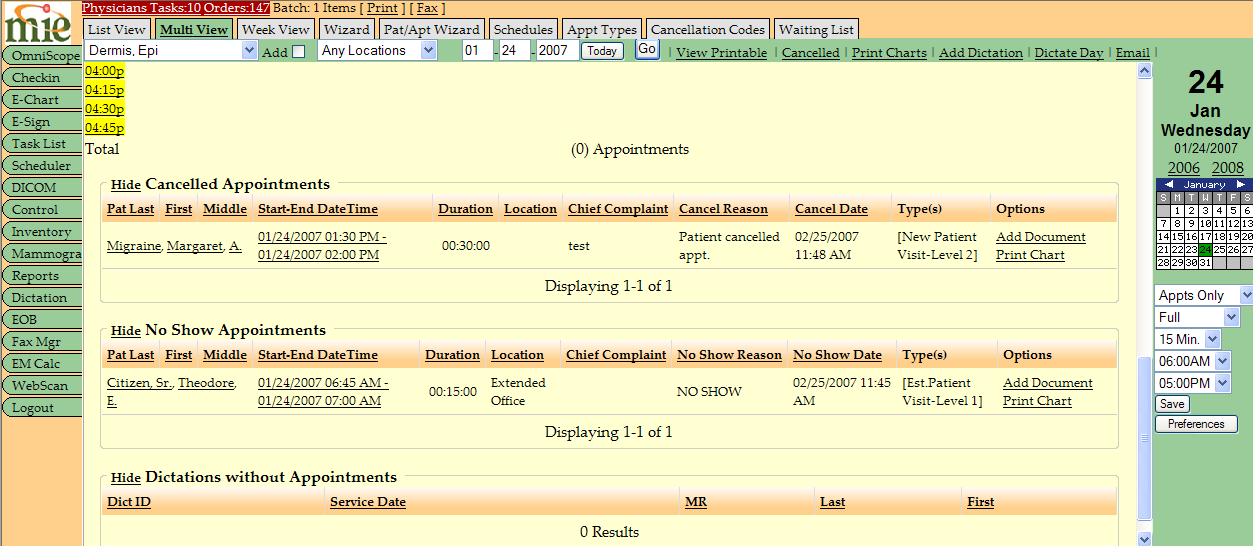 mie
Physicians Tasks:10 Orders:147 Batch: 1 Items [ Print ] [ Fax ]
List View Multi View Week View Wizard Pat/Apt Wizard Schedules Appt Types Cancellation Codes Waiting List
Dermis, Epi Add Any Locations 01 - 24 - 2007 Today Go | View Printable | Cancelled | Print Charts | Add Dictation | Dictate Day | Email |
OmniScope
Checkin
E-Chart
E-Sign
Task List
Scheduler
DICOM
Control
Inventory
Mammogra
Reports
Dictation
EOB
Fax Mgr
EM Calc
WebScan
Logout
04:00p
04:15p
04:30p
04:45p
Total (0) Appointments
Hide Cancelled Appointments
Pat Last First Middle Start-End DateTime Duration Location Chief Complaint Cancel Reason Cancel Date Type(s) Options
Migraine, Margaret, A. 01/24/2007 01:30 PM - 00:30:00 test Patient cancelled 02/25/2007 [New Patient Add Document
01/24/2007 02:00 PM appt. 11:48 AM Visit-Level 2] Print Chart
Displaying 1-1 of 1
Hide No Show Appointments
Pat Last First Middle Start-End DateTime Duration Location Chief Complaint No Show Reason No Show Date Type(s) Options
Citizen, Sr., Theodore, 01/24/2007 06:45 AM - 00:15:00 Extended NO SHOW 02/25/2007 11:45 [Est.Patient Add Document
E. 01/24/2007 07:00 AM Office AM Visit-Level 1] Print Chart
Displaying 1-1 of 1
Hide Dictations without Appointments
Dict ID Service Date MR Last First
0 Results
24
Jan
Wednesday
01/24/2007
2006 2008
January
S M T W T F S
1 2 3 4 5 6
7 8 9 10 11 12 13
14 15 16 17 18 19 20
21 22 23 24 25 26 27
28 29 30 31
Appts Only
Full
15 Min.
06:00AM
05:00PM
Save
Preferences